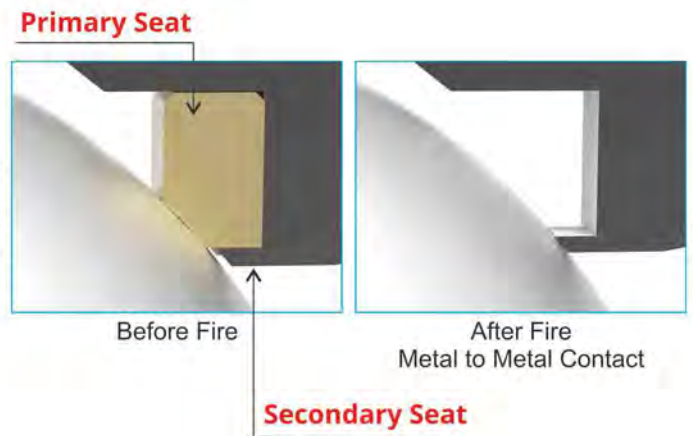 Primary Seat
Before Fire
After Fire
Metal to Metal Contact
Secondary Seat